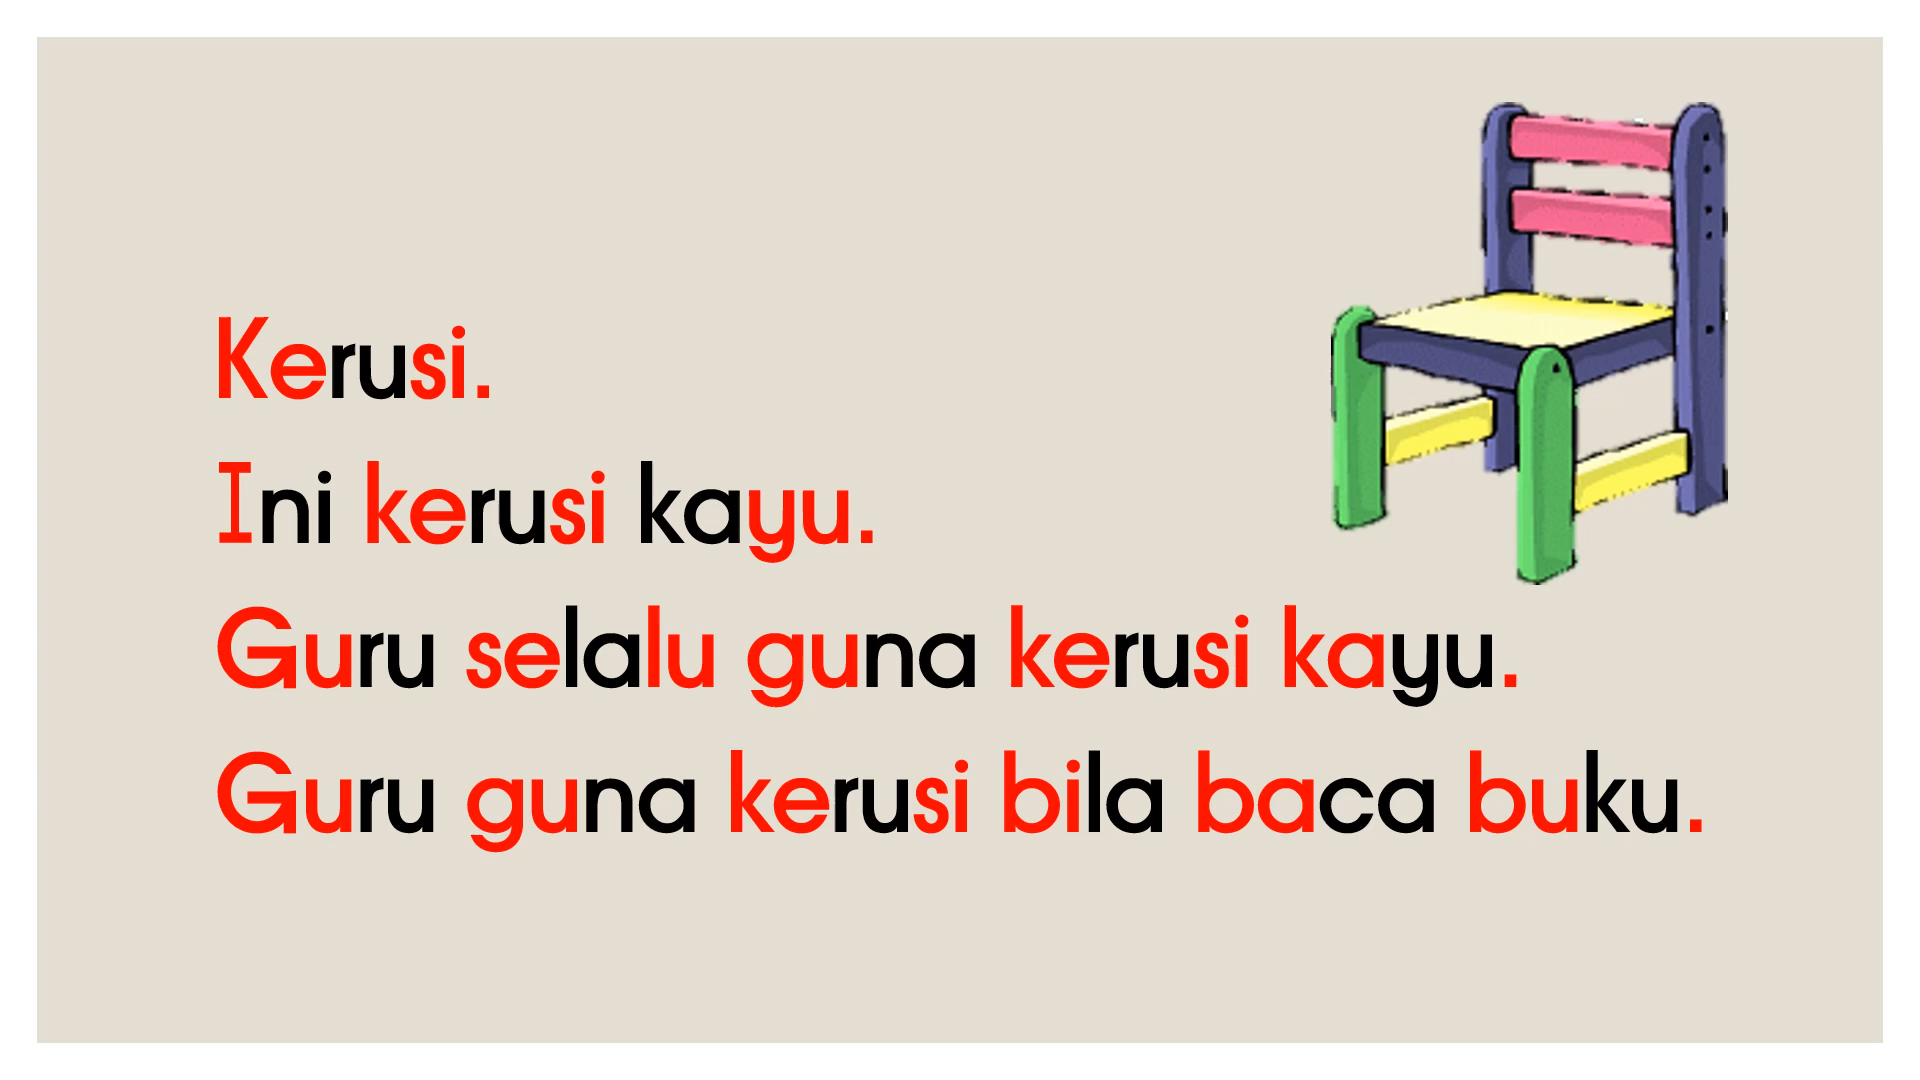 Kerusi.
Ini kerusi kayu.
Guru selalu guna kerusi kayu.
Guru guna kerusi bila baca buku.